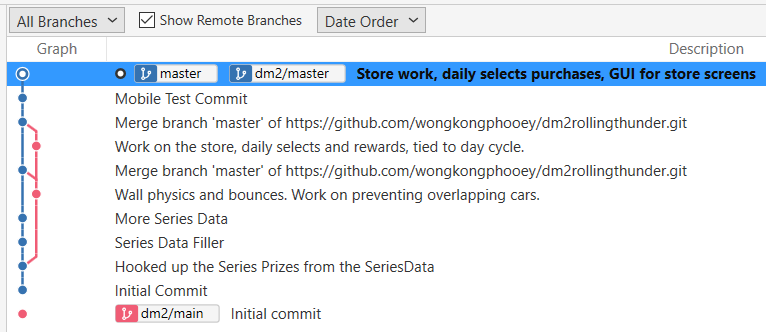 All Branches Show Remote Branches Date Order
Graph Description
master dm2/master Store work, daily selects purchases, GUI for store screens
Mobile Test Commit
Merge branch 'master' of https://github.com/wongkongphooey/dm2rollingthunder.git
Work on the store, daily selects and rewards, tied to day cycle.
Merge branch 'master' of https://github.com/wongkongphooey/dm2rollingthunder.git
Wall physics and bounces. Work on preventing overlapping cars.
More Series Data
Series Data Filler
Hooked up the Series Prizes from the SeriesData
Initial Commit
dm2/main Initial commit